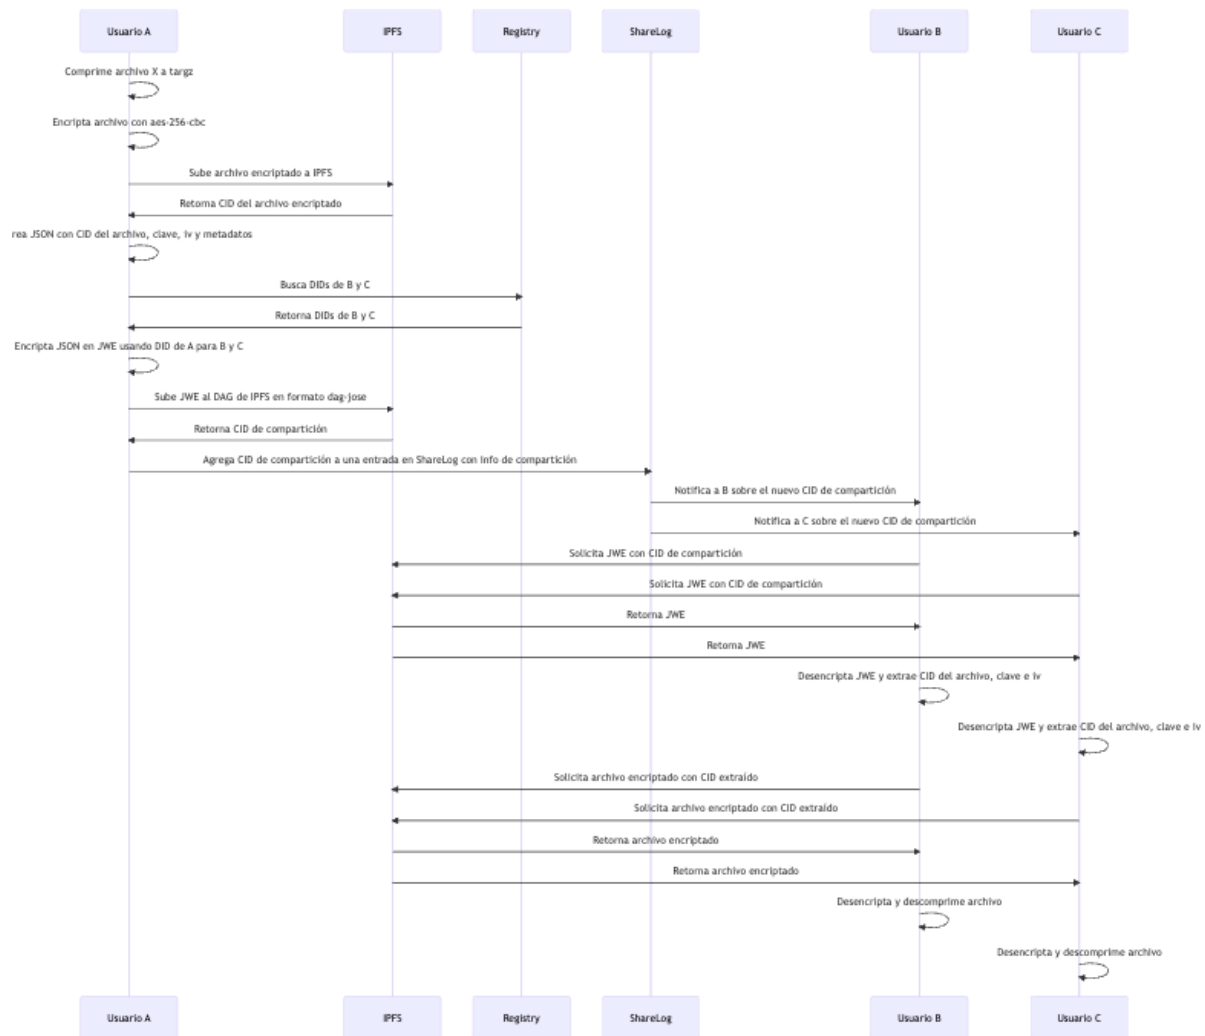 Usuario A
IPFS
Registry
ShareLog
Usuario B
Usuario C
Comprime archivo X a targz
Encripta archivo con aes-256-cbc
Sube archivo encriptado a IPFS
Retorna CID del archivo encriptado
rea JSON con CID del archivo, clave, iv y metadatos
Busca DIDs de B y C
Retorna DIDs de B y C
Encripta JSON en JWE usando DID de A para B y C
Sube JWE al DAG de IPFS en formato dag-jose
Retorna CID de compartición
Agrega CID de compartición a una entrada en ShareLog con info de compartición
Notifica a B sobre el nuevo CID de compartición
Notifica a C sobre el nuevo CID de compartición
Solicita JWE con CID de compartición
Solicita JWE con CID de compartición
Retorna JWE
Retorna JWE
Desencripta JWE y extrae CID del archivo, clave e iv
Desencripta JWE y extrae CID del archivo, clave e iv
Solicita archivo encriptado con CID extraído
Solicita archivo encriptado con CID extraído
Retorna archivo encriptado
Retorna archivo encriptado
Desencripta y descomprime archivo
Desencripta y descomprime archivo
Usuario A
IPFS
Registry
ShareLog
Usuario B
Usuario C